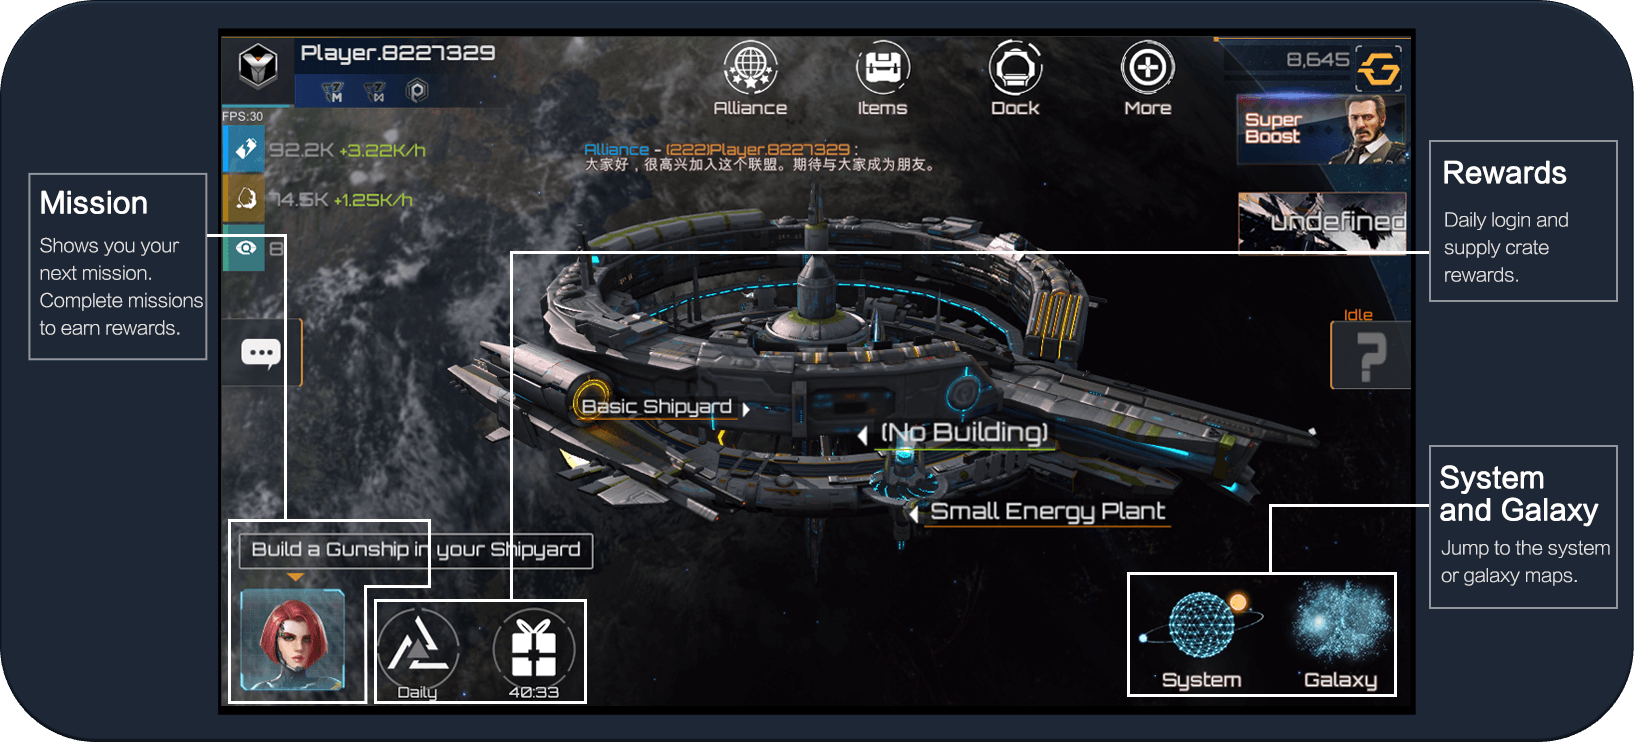 Player.8227329
FPS:30
92.2K +3.22K/h
74.5K +1.25K/h
8
Alliance
Items
Dock
More
8,645
Super
Boost
undefined
Alliance - (222)Player.8227329 :
大家好，很高兴加入这个联盟。期待与大家成为朋友。
Mission
Shows you your
next mission.
Complete missions
to earn rewards.
Rewards
Daily login and
supply crate
rewards.
Idle
?
Basic Shipyard
(No Building)
Small Energy Plant
System
and Galaxy
Jump to the system
or galaxy maps.
Build a Gunship in your Shipyard
Daily
40:33
System
Galaxy